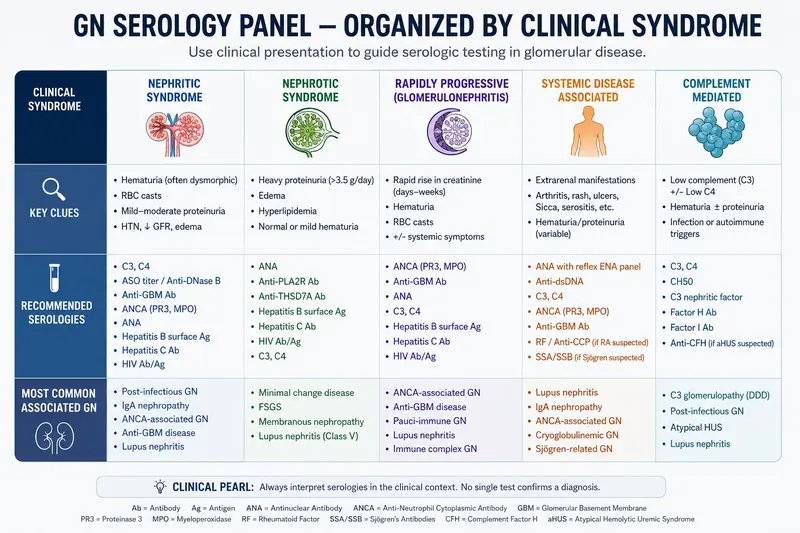 GN SEROLOGY PANEL – ORGANIZED BY CLINICAL SYNDROME
Use clinical presentation to guide serologic testing in glomerular disease.
CLINICAL
SYNDROME
NEPHRITIC
SYNDROME
NEPHROTIC
SYNDROME
RAPIDLY PROGRESSIVE
(GLOMERULONEPHRITIS)
SYSTEMIC DISEASE
ASSOCIATED
COMPLEMENT
MEDIATED
KEY CLUES
• Hematuria (often dysmorphic)
• RBC casts
• Mild–moderate proteinuria
• HTN, ↓ GFR, edema
• Heavy proteinuria (>3.5 g/day)
• Edema
• Hyperlipidemia
• Normal or mild hematuria
• Rapid rise in creatinine
(days–weeks)
• Hematuria
• RBC casts
• +/- systemic symptoms
• Extrarenal manifestations
• Arthritis, rash, ulcers,
Sicca, serositis, etc.
• Hematuria/proteinuria
(variable)
• Low complement (C3)
+/– Low C4
• Hematuria ± proteinuria
• Infection or autoimmune
triggers
RECOMMENDED
SEROLOGIES
• C3, C4
• ASO titer / Anti-DNase B
• Anti-GBM Ab
• ANCA (PR3, MPO)
• ANA
• Hepatitis B surface Ag
• Hepatitis C Ab
• HIV Ab/Ag
• ANA
• Anti-PLA2R Ab
• Anti-THSD7A Ab
• Hepatitis B surface Ag
• Hepatitis C Ab
• HIV Ab/Ag
• C3, C4
• ANCA (PR3, MPO)
• Anti-GBM Ab
• ANA
• C3, C4
• Hepatitis B surface Ag
• Hepatitis C Ab
• HIV Ab/Ag
• ANA with reflex ENA panel
• Anti-dsDNA
• C3, C4
• ANCA (PR3, MPO)
• Anti-GBM Ab
• RF / Anti-CCP (if RA suspected)
• SSA/SSB (if Sjögren suspected)
• C3, C4
• CH50
• C3 nephritic factor
• Factor H Ab
• Factor I Ab
• Anti-CFH (if aHUS suspected)
MOST COMMON
ASSOCIATED GN
• Post-infectious GN
• IgA nephropathy
• ANCA-associated GN
• Anti-GBM disease
• Lupus nephritis
• Minimal change disease
• FSGS
• Membranous nephropathy
• Lupus nephritis (Class V)
• ANCA-associated GN
• Anti-GBM disease
• Pauci-immune GN
• Lupus nephritis
• Immune complex GN
• Lupus nephritis
• IgA nephropathy
• ANCA-associated GN
• Cryoglobulinemic GN
• Sjögren-related GN
• C3 glomerulopathy (DDD)
• Post-infectious GN
• Atypical HUS
• Lupus nephritis
CLINICAL PEARL: Always interpret serologies in the clinical context. No single test confirms a diagnosis.
Ab = Antibody Ag = Antigen ANA = Antinuclear Antibody ANCA = Anti-Neutrophil Cytoplasmic Antibody GBM = Glomerular Basement Membrane
PR3 = Proteinase 3 MPO = Myeloperoxidase RF = Rheumatoid Factor SSA/SSB = Sjögren's Antibodies CFH = Complement Factor H aHUS = Atypical Hemolytic Uremic Syndrome